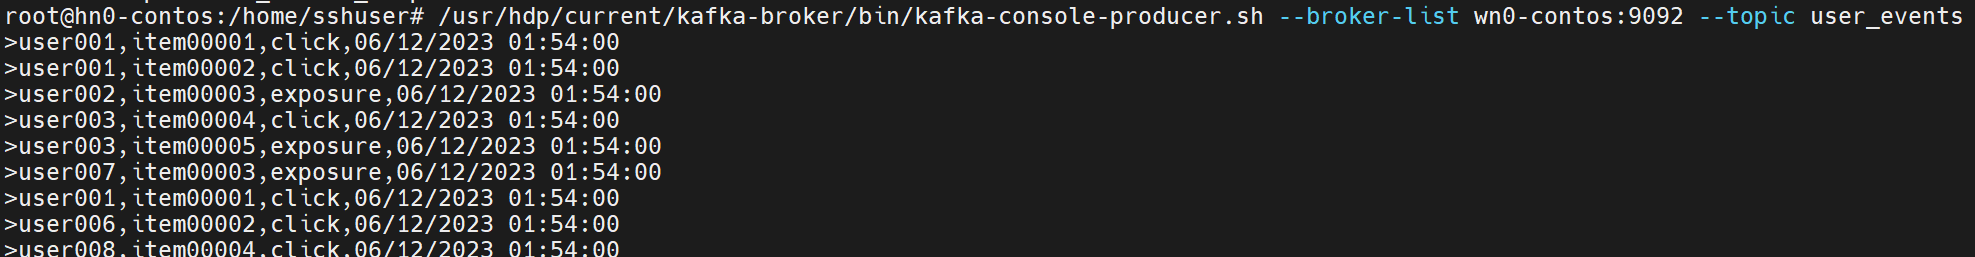 root@hn0-contos:/home/sshuser# /usr/hdp/current/kafka-broker/bin/kafka-console-producer.sh --broker-list wn0-contos:9092 --topic user_events
>user001,item00001,click,06/12/2023 01:54:00
>user001,item00002,click,06/12/2023 01:54:00
>user002,item00003,exposure,06/12/2023 01:54:00
>user003,item00004,click,06/12/2023 01:54:00
>user003,item00005,exposure,06/12/2023 01:54:00
>user007,item00003,exposure,06/12/2023 01:54:00
>user001,item00001,click,06/12/2023 01:54:00
>user006,item00002,click,06/12/2023 01:54:00
>user008,item00004,click,06/12/2023 01:54:00